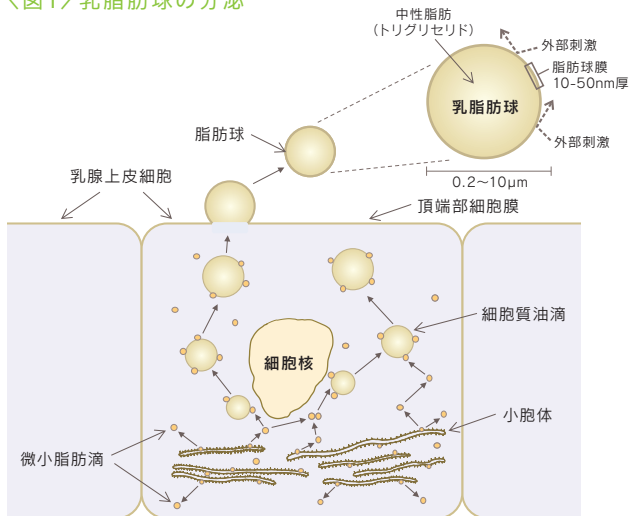 〈図1〉乳脂肪球の分泌
中性脂肪
(トリグリセリド)
外部刺激
脂肪球膜
10-50nm厚
乳脂肪球
外部刺激
0.2〜10μm
脂肪球
乳腺上皮細胞
頂端部細胞膜
細胞質油滴
細胞核
小胞体
微小脂肪滴